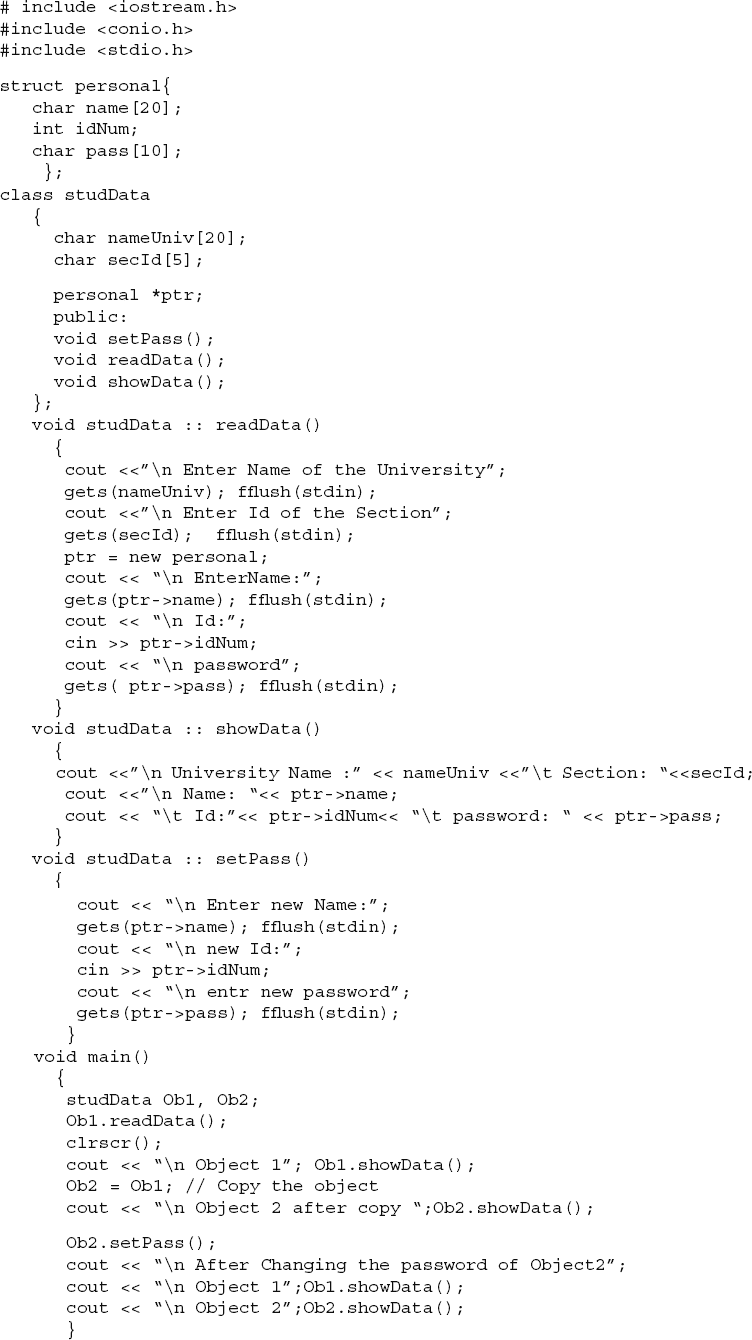 # include <iostream.h>
#include <conio.h>
#include <stdio.h>
struct personal{
char name[20];
int idNum;
char pass[10];
};
class studData
{
char nameUniv[20];
char secId[5];
personal *ptr;
public:
void setPass();
void readData();
void showData();
};
void studData :: readData()
{
cout <<”\n Enter Name of the University”;
gets(nameUniv); fflush(stdin);
cout <<”\n Enter Id of the Section”;
gets(secId); fflush(stdin);
ptr = new personal;
cout << “\n EnterName:”;
gets(ptr->name); fflush(stdin);
cout << “\n Id:”;
cin >> ptr->idNum;
cout << “\n password”;
gets( ptr->pass); fflush(stdin);
}
void studData :: showData()
{
cout <<”\n University Name :” << nameUniv <<”\t Section: “<<secId;
cout <<”\n Name: “<< ptr->name;
cout << “\t Id:”<< ptr->idNum<< “\t password: “ << ptr->pass;
}
void studData :: setPass()
{
cout << “\n Enter new Name:”;
gets(ptr->name); fflush(stdin);
cout << “\n new Id:”;
cin >> ptr->idNum;
cout << “\n entr new password”;
gets(ptr->pass); fflush(stdin);
}
void main()
{
studData Ob1, Ob2;
Ob1.readData();
clrscr();
cout << “\n Object 1”; Ob1.showData();
Ob2 = Ob1; // Copy the object
cout << “\n Object 2 after copy “;Ob2.showData();
Ob2.setPass();
cout << “\n After Changing the password of Object2”;
cout << “\n Object 1”;Ob1.showData();
cout << “\n Object 2”;Ob2.showData();
}